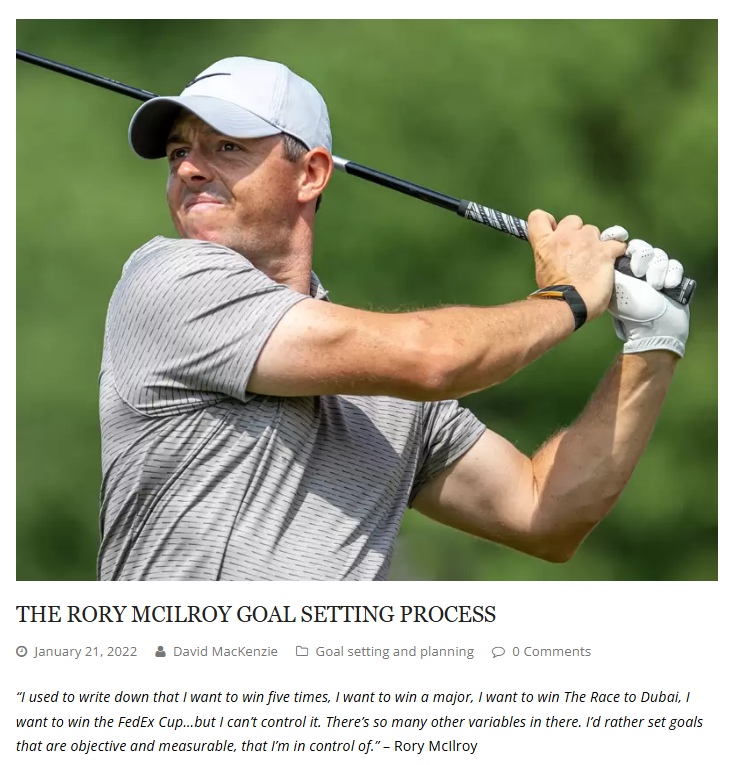 THE RORY MCILROY GOAL SETTING PROCESS
January 21, 2022 David MacKenzie Goal setting and planning 0 Comments
“I used to write down that I want to win five times, I want to win a major, I want to win The Race to Dubai, I
want to win the FedEx Cup…but I can’t control it. There’s so many other variables in there. I’d rather set goals
that are objective and measurable, that I’m in control of.” – Rory McIlroy